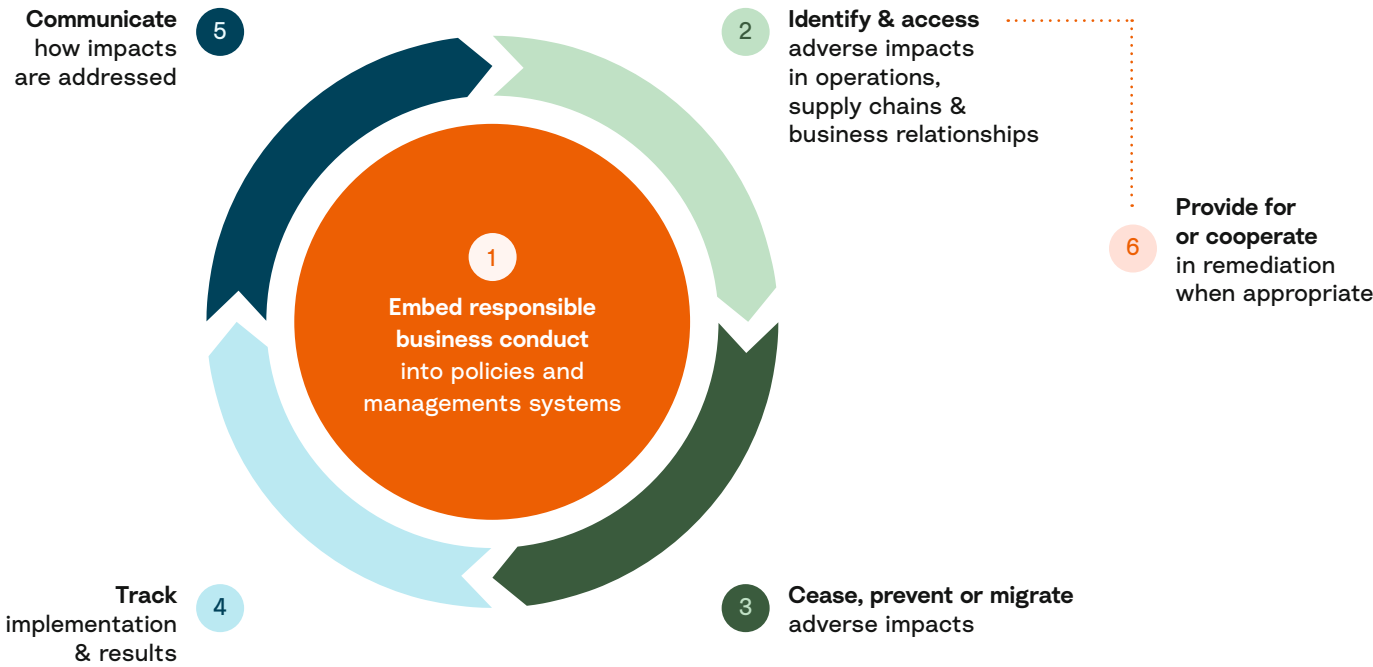 1
Embed responsible
business conduct
into policies and
managements systems
2
Identify & access
adverse impacts
in operations,
supply chains &
business relationships
3
Cease, prevent or migrate
adverse impacts
4
Track
implementation
& results
5
Communicate
how impacts
are addressed
6
Provide for
or cooperate
in remediation
when appropriate